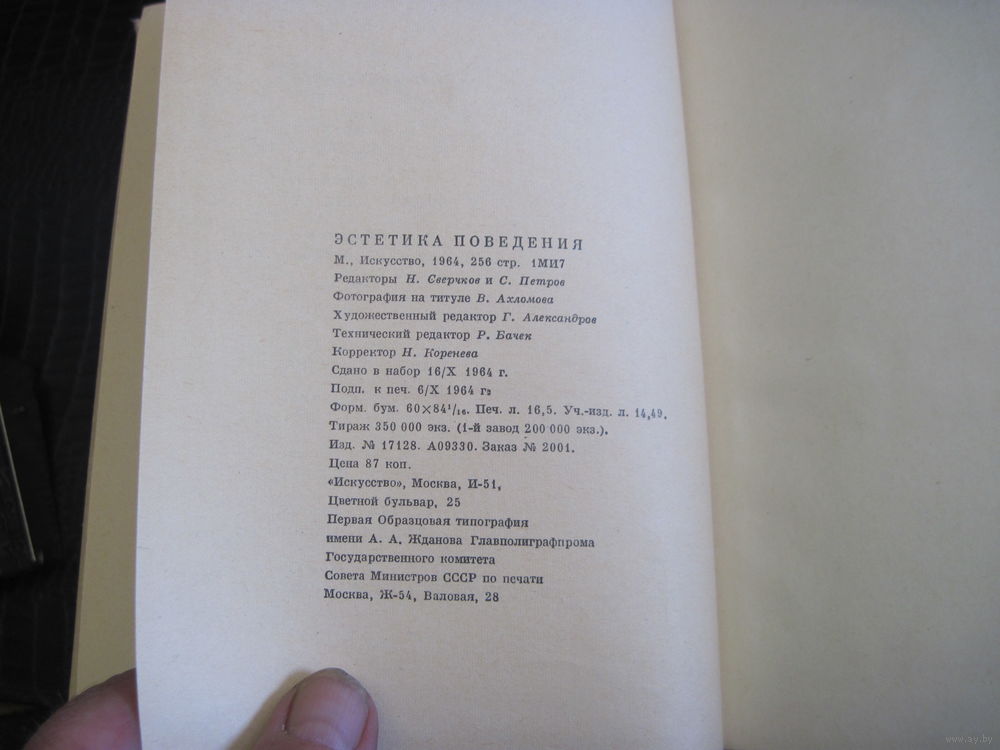 ЭСТЕТИКА ПОВЕДЕНИЯ
М., Искусство, 1964, 256 стр. 1МИ7
Редакторы Н. Сверчков и С. Петров
Фотография на титуле В. Ахломова
Художественный редактор Г. Александров
Технический редактор Р. Бачек
Корректор Н. Коренева
Сдано в набор 16/X 1964 г.
Подп. к печ. 6/X 1964 г.
Форм. бум. 60×84¹/₁₆. Печ. л. 16,5. Уч.-изд. л. 14,49.
Тираж 350 000 экз. (1-й завод 200 000 экз.).
Изд. № 17128. А09330. Заказ № 2001.
Цена 87 коп.
«Искусство», Москва, И-51,
Цветной бульвар, 25
Первая Образцовая типография
имени А. А. Жданова Главполиграфпрома
Государственного комитета
Совета Министров СССР по печати
Москва, Ж-54, Валовая, 28
www.ay.by